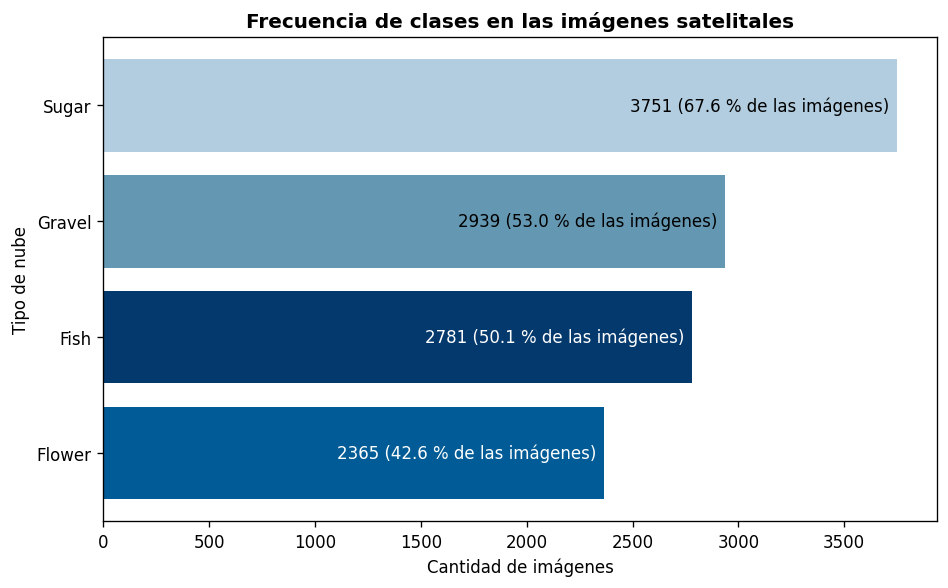 Frecuencia de clases en las imágenes satelitales
Tipo de nube
Sugar
3751 (67.6 % de las imágenes)
Gravel
2939 (53.0 % de las imágenes)
Fish
2781 (50.1 % de las imágenes)
Flower
2365 (42.6 % de las imágenes)
0 500 1000 1500 2000 2500 3000 3500
Cantidad de imágenes